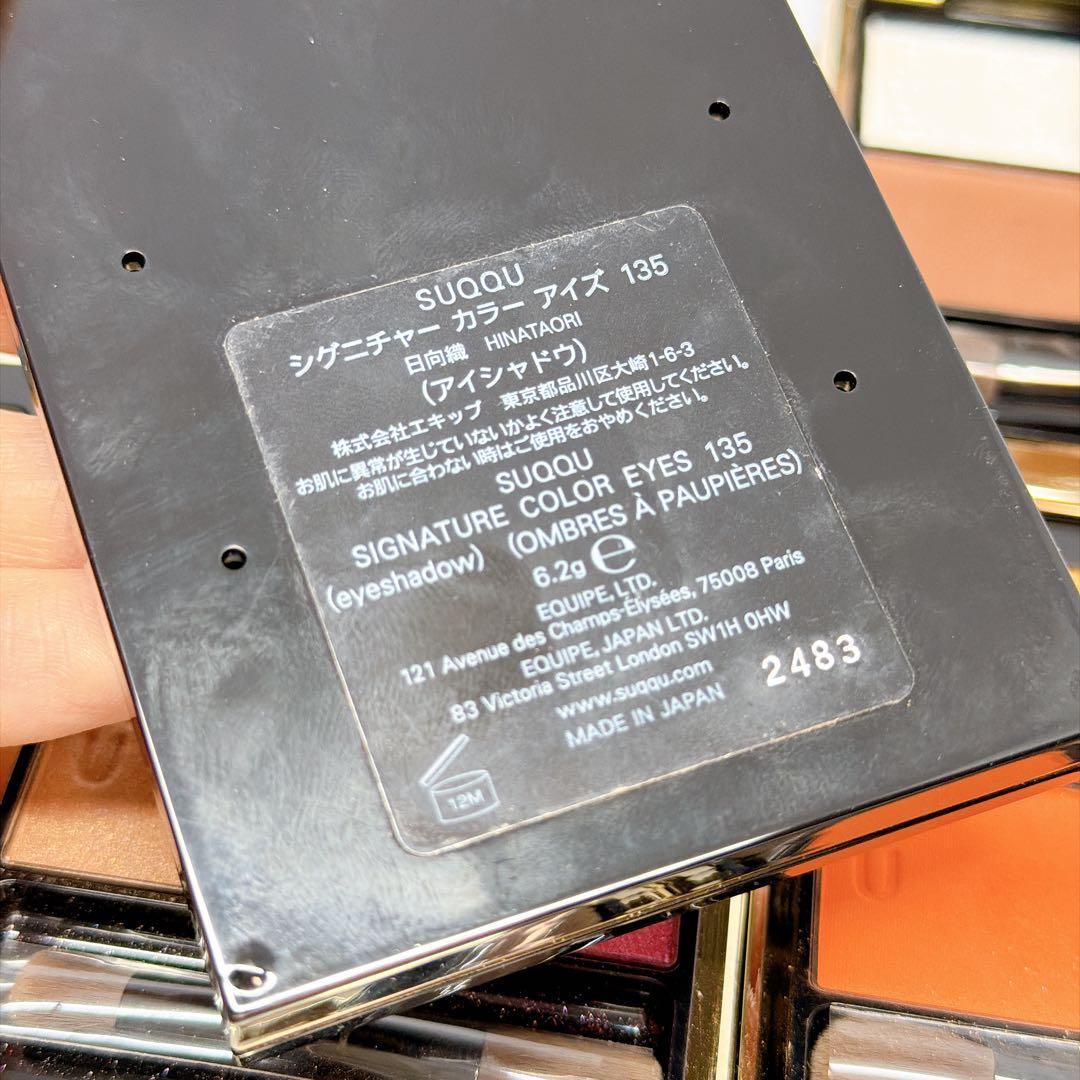 SUQQU
シグニチャー カラー アイズ 135
日向織 HINATAORI
(アイシャドウ)
株式会社エキップ 東京都品川区大崎1-6-3
お肌に異常が生じていないかよく注意して使用してください。
お肌に合わない時はご使用をおやめください。
SUQQU
SIGNATURE COLOR EYES 135
(eyeshadow) (OMBRES À PAUPIÈRES)
6.2g e
EQUIPE, LTD.
121 Avenue des Champs-Élysées, 75008 Paris
EQUIPE, JAPAN LTD.
83 Victoria Street London SW1H 0HW
www.suqqu.com
MADE IN JAPAN
2483
12M